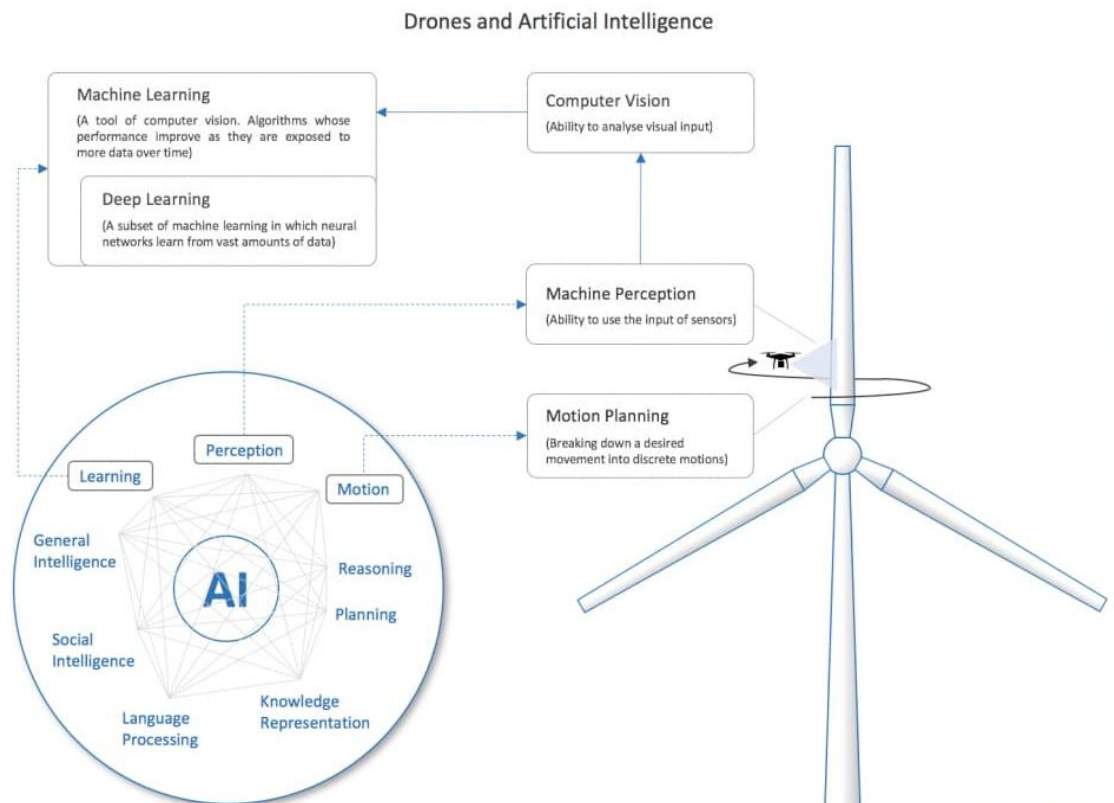 Drones and Artificial Intelligence
Machine Learning
(A tool of computer vision. Algorithms whose
performance improve as they are exposed to
more data over time)
Deep Learning
(A subset of machine learning in which neural
networks learn from vast amounts of data)
Computer Vision
(Ability to analyse visual input)
Machine Perception
(Ability to use the input of sensors)
Motion Planning
(Breaking down a desired
movement into discrete motions)
Perception
Learning
Motion
General
Intelligence
AI
Reasoning
Planning
Social
Intelligence
Knowledge
Representation
Language
Processing